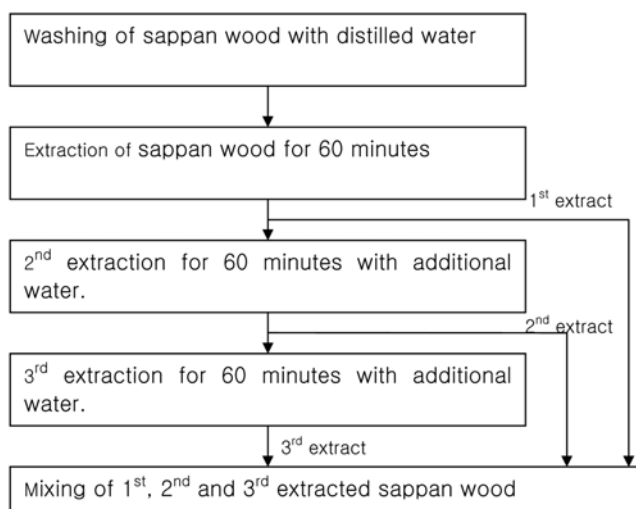 Washing of sappan wood with distilled water
Extraction of sappan wood for 60 minutes
1st extract
2nd extraction for 60 minutes with additional
water.
2nd extract
3rd extraction for 60 minutes with additional
water.
3rd extract
Mixing of 1st, 2nd and 3rd extracted sappan wood